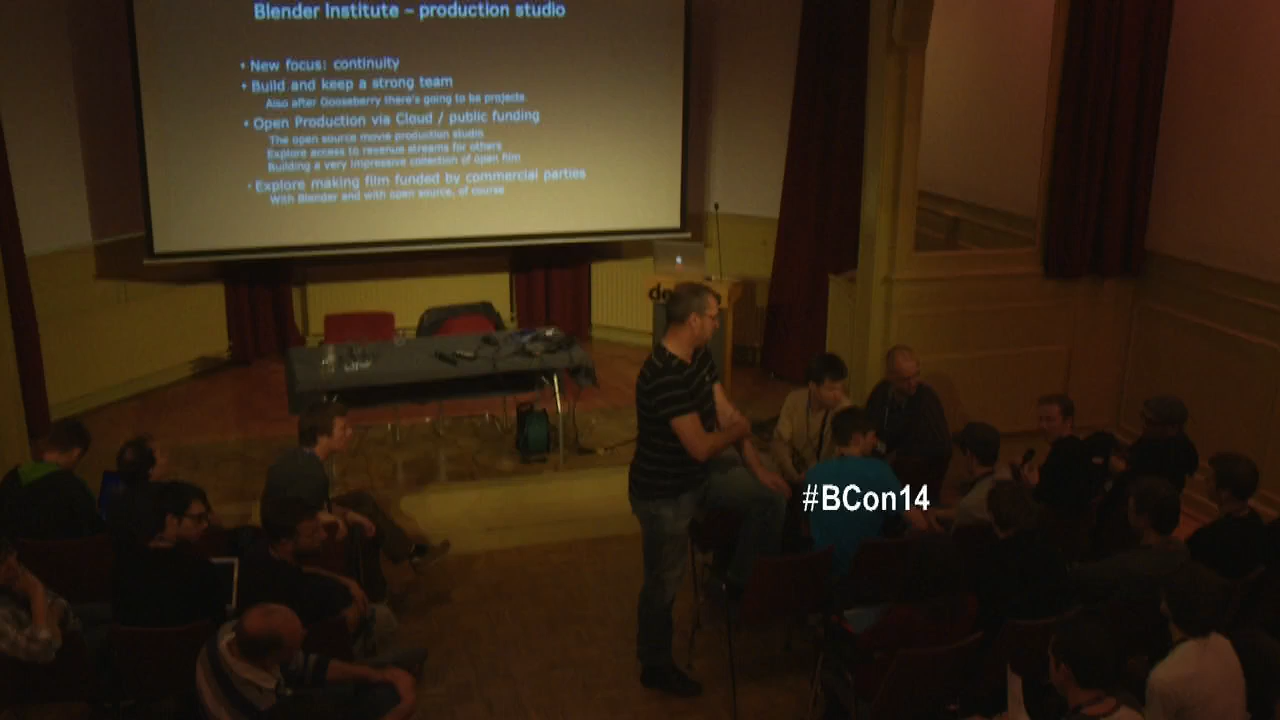 Blender Institute – production studio
• New focus: continuity
• Build and keep a strong team
Also after Gooseberry there's going to be projects.
• Open Production via Cloud / public funding
The open source movie production studio
Explore access to revenue streams for others
Building a very impressive collection of open film
• Explore making film funded by commercial parties
With Blender and with open source, of course
de
#BCon14